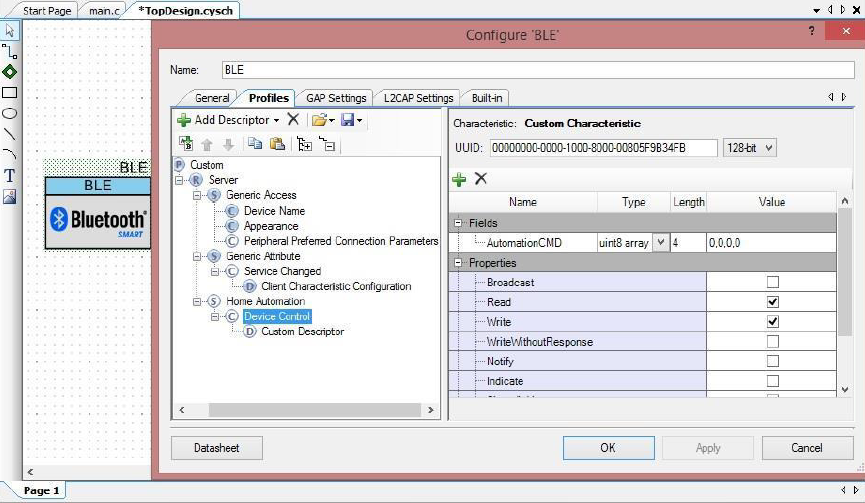 Start Page main.c *TopDesign.cysch
Configure 'BLE'
?
Name: BLE
General Profiles GAP Settings L2CAP Settings Built-in
Add Descriptor
Characteristic: Custom Characteristic
UUID: 00000000-0000-1000-8000-00805F9B34FB 128-bit
BLE
BLE
Bluetooth®
SMART
Custom
Server
Generic Access
Device Name
Appearance
Peripheral Preferred Connection Parameters
Generic Attribute
Service Changed
Client Characteristic Configuration
Home Automation
Device Control
Custom Descriptor
Name Type Length Value
Fields
AutomationCMD uint8 array 4 0,0,0,0
Properties
Broadcast
Read
Write
WriteWithoutResponse
Notify
Indicate
Datasheet OK Apply Cancel
Page 1